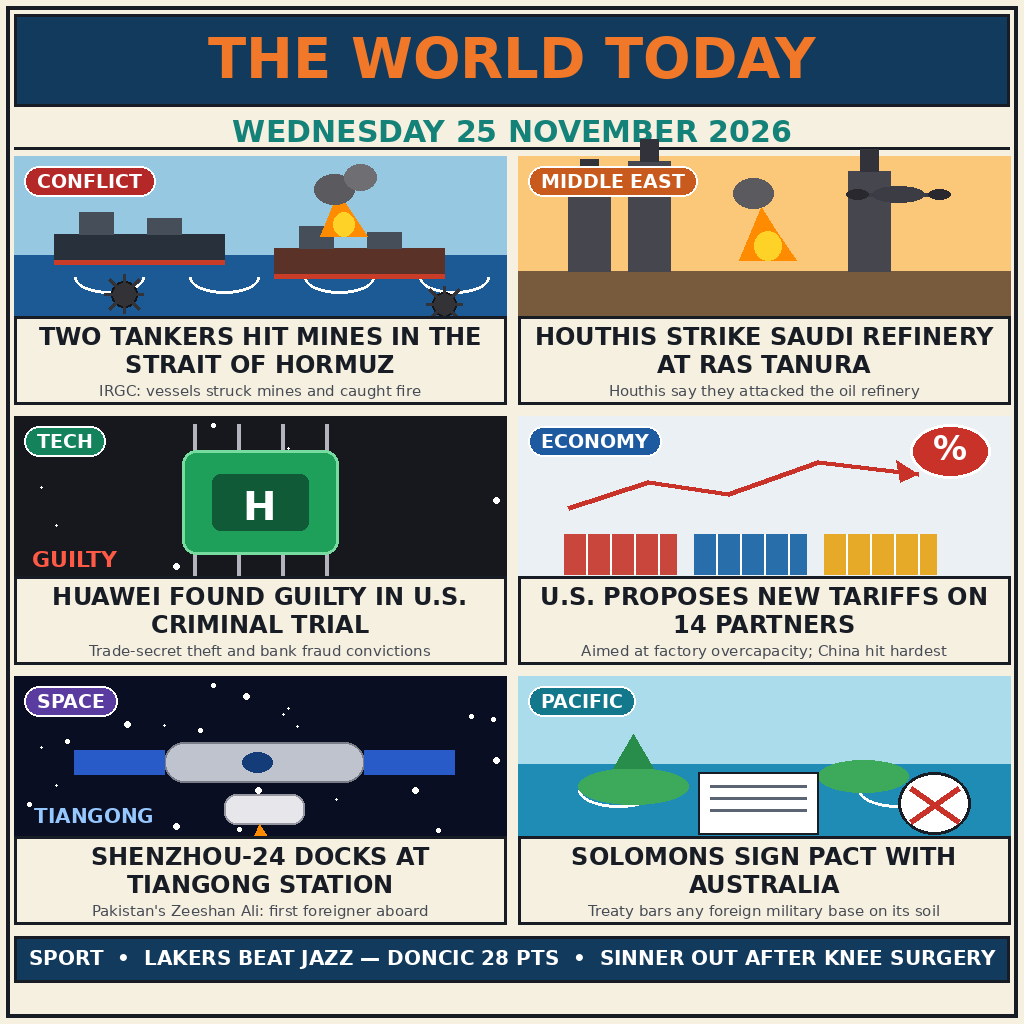 THE WORLD TODAY
WEDNESDAY 25 NOVEMBER 2026
CONFLICT
TWO TANKERS HIT MINES IN THE
STRAIT OF HORMUZ
IRGC: vessels struck mines and caught fire
MIDDLE EAST
HOUTHIS STRIKE SAUDI REFINERY
AT RAS TANURA
Houthis say they attacked the oil refinery
TECH
H
GUILTY
HUAWEI FOUND GUILTY IN U.S.
CRIMINAL TRIAL
Trade-secret theft and bank fraud convictions
ECONOMY
%
U.S. PROPOSES NEW TARIFFS ON
14 PARTNERS
Aimed at factory overcapacity; China hit hardest
SPACE
TIANGONG
SHENZHOU-24 DOCKS AT
TIANGONG STATION
Pakistan's Zeeshan Ali: first foreigner aboard
PACIFIC
SOLOMONS SIGN PACT WITH
AUSTRALIA
Treaty bars any foreign military base on its soil
SPORT • LAKERS BEAT JAZZ — DONCIC 28 PTS • SINNER OUT AFTER KNEE SURGERY